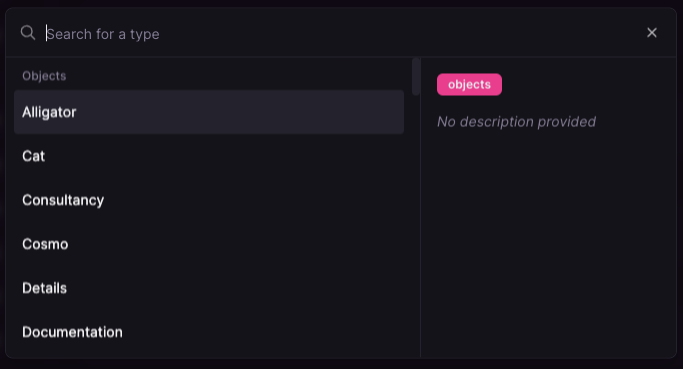 Search for a type
Objects
Alligator
Cat
Consultancy
Cosmo
Details
Documentation
objects
No description provided